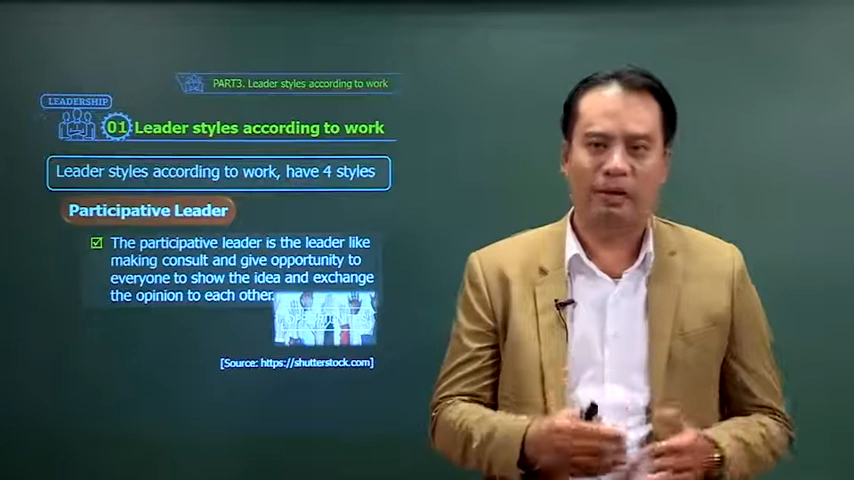 PART3. Leader styles according to work
LEADERSHIP
01 Leader styles according to work
Leader styles according to work, have 4 styles
Participative Leader
The participative leader is the leader like
making consult and give opportunity to
everyone to show the idea and exchange
the opinion to each other.
OPPORTUNITIES
[Source: https://shutterstock.com]